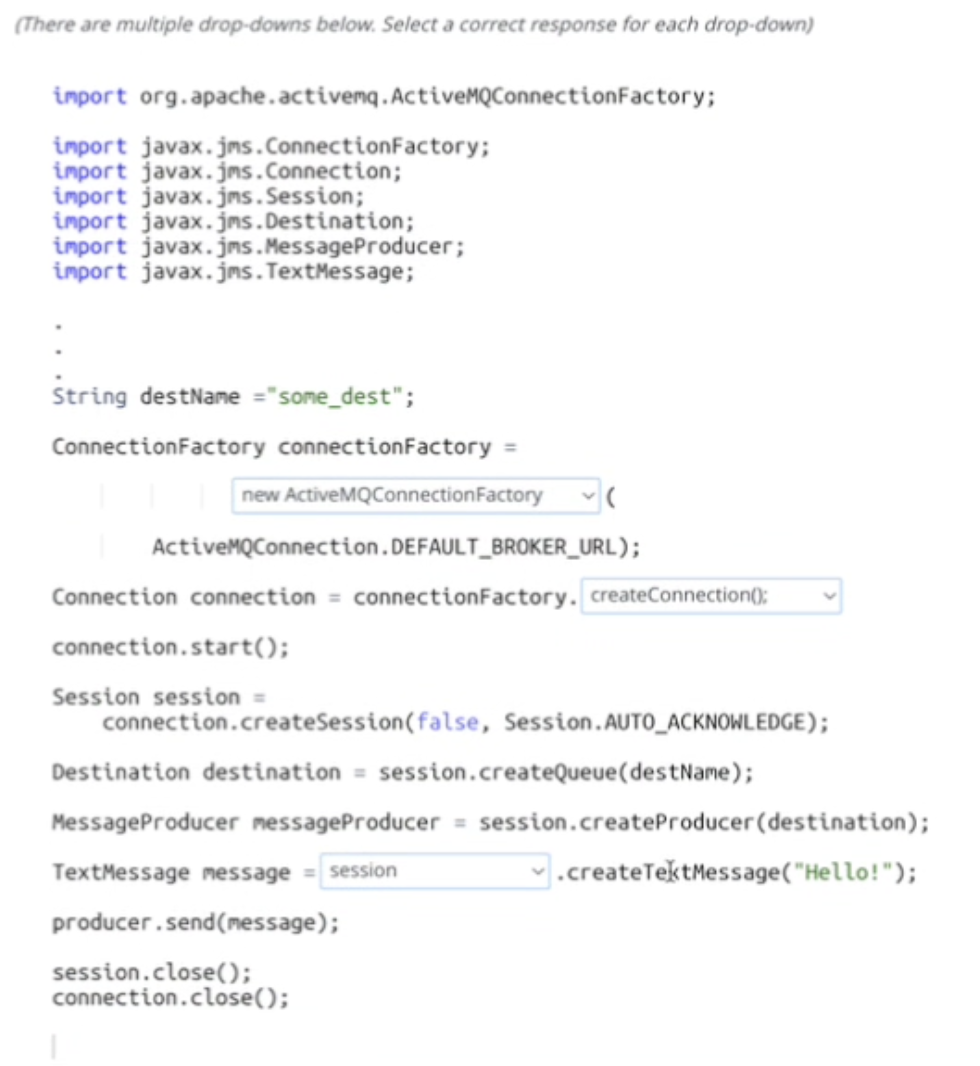 (There are multiple drop-downs below. Select a correct response for each drop-down)
import org.apache.activemq.ActiveMQConnectionFactory;
import javax.jms.ConnectionFactory;
import javax.jms.Connection;
import javax.jms.Session;
import javax.jms.Destination;
import javax.jms.MessageProducer;
import javax.jms.TextMessage;
.
.
.
String destName ="some_dest";
ConnectionFactory connectionFactory =
new ActiveMQConnectionFactory (
ActiveMQConnection.DEFAULT_BROKER_URL);
Connection connection = connectionFactory. createConnection();
connection.start();
Session session =
connection.createSession(false, Session.AUTO_ACKNOWLEDGE);
Destination destination = session.createQueue(destName);
MessageProducer messageProducer = session.createProducer(destination);
TextMessage message = session .createTextMessage("Hello!");
producer.send(message);
session.close();
connection.close();